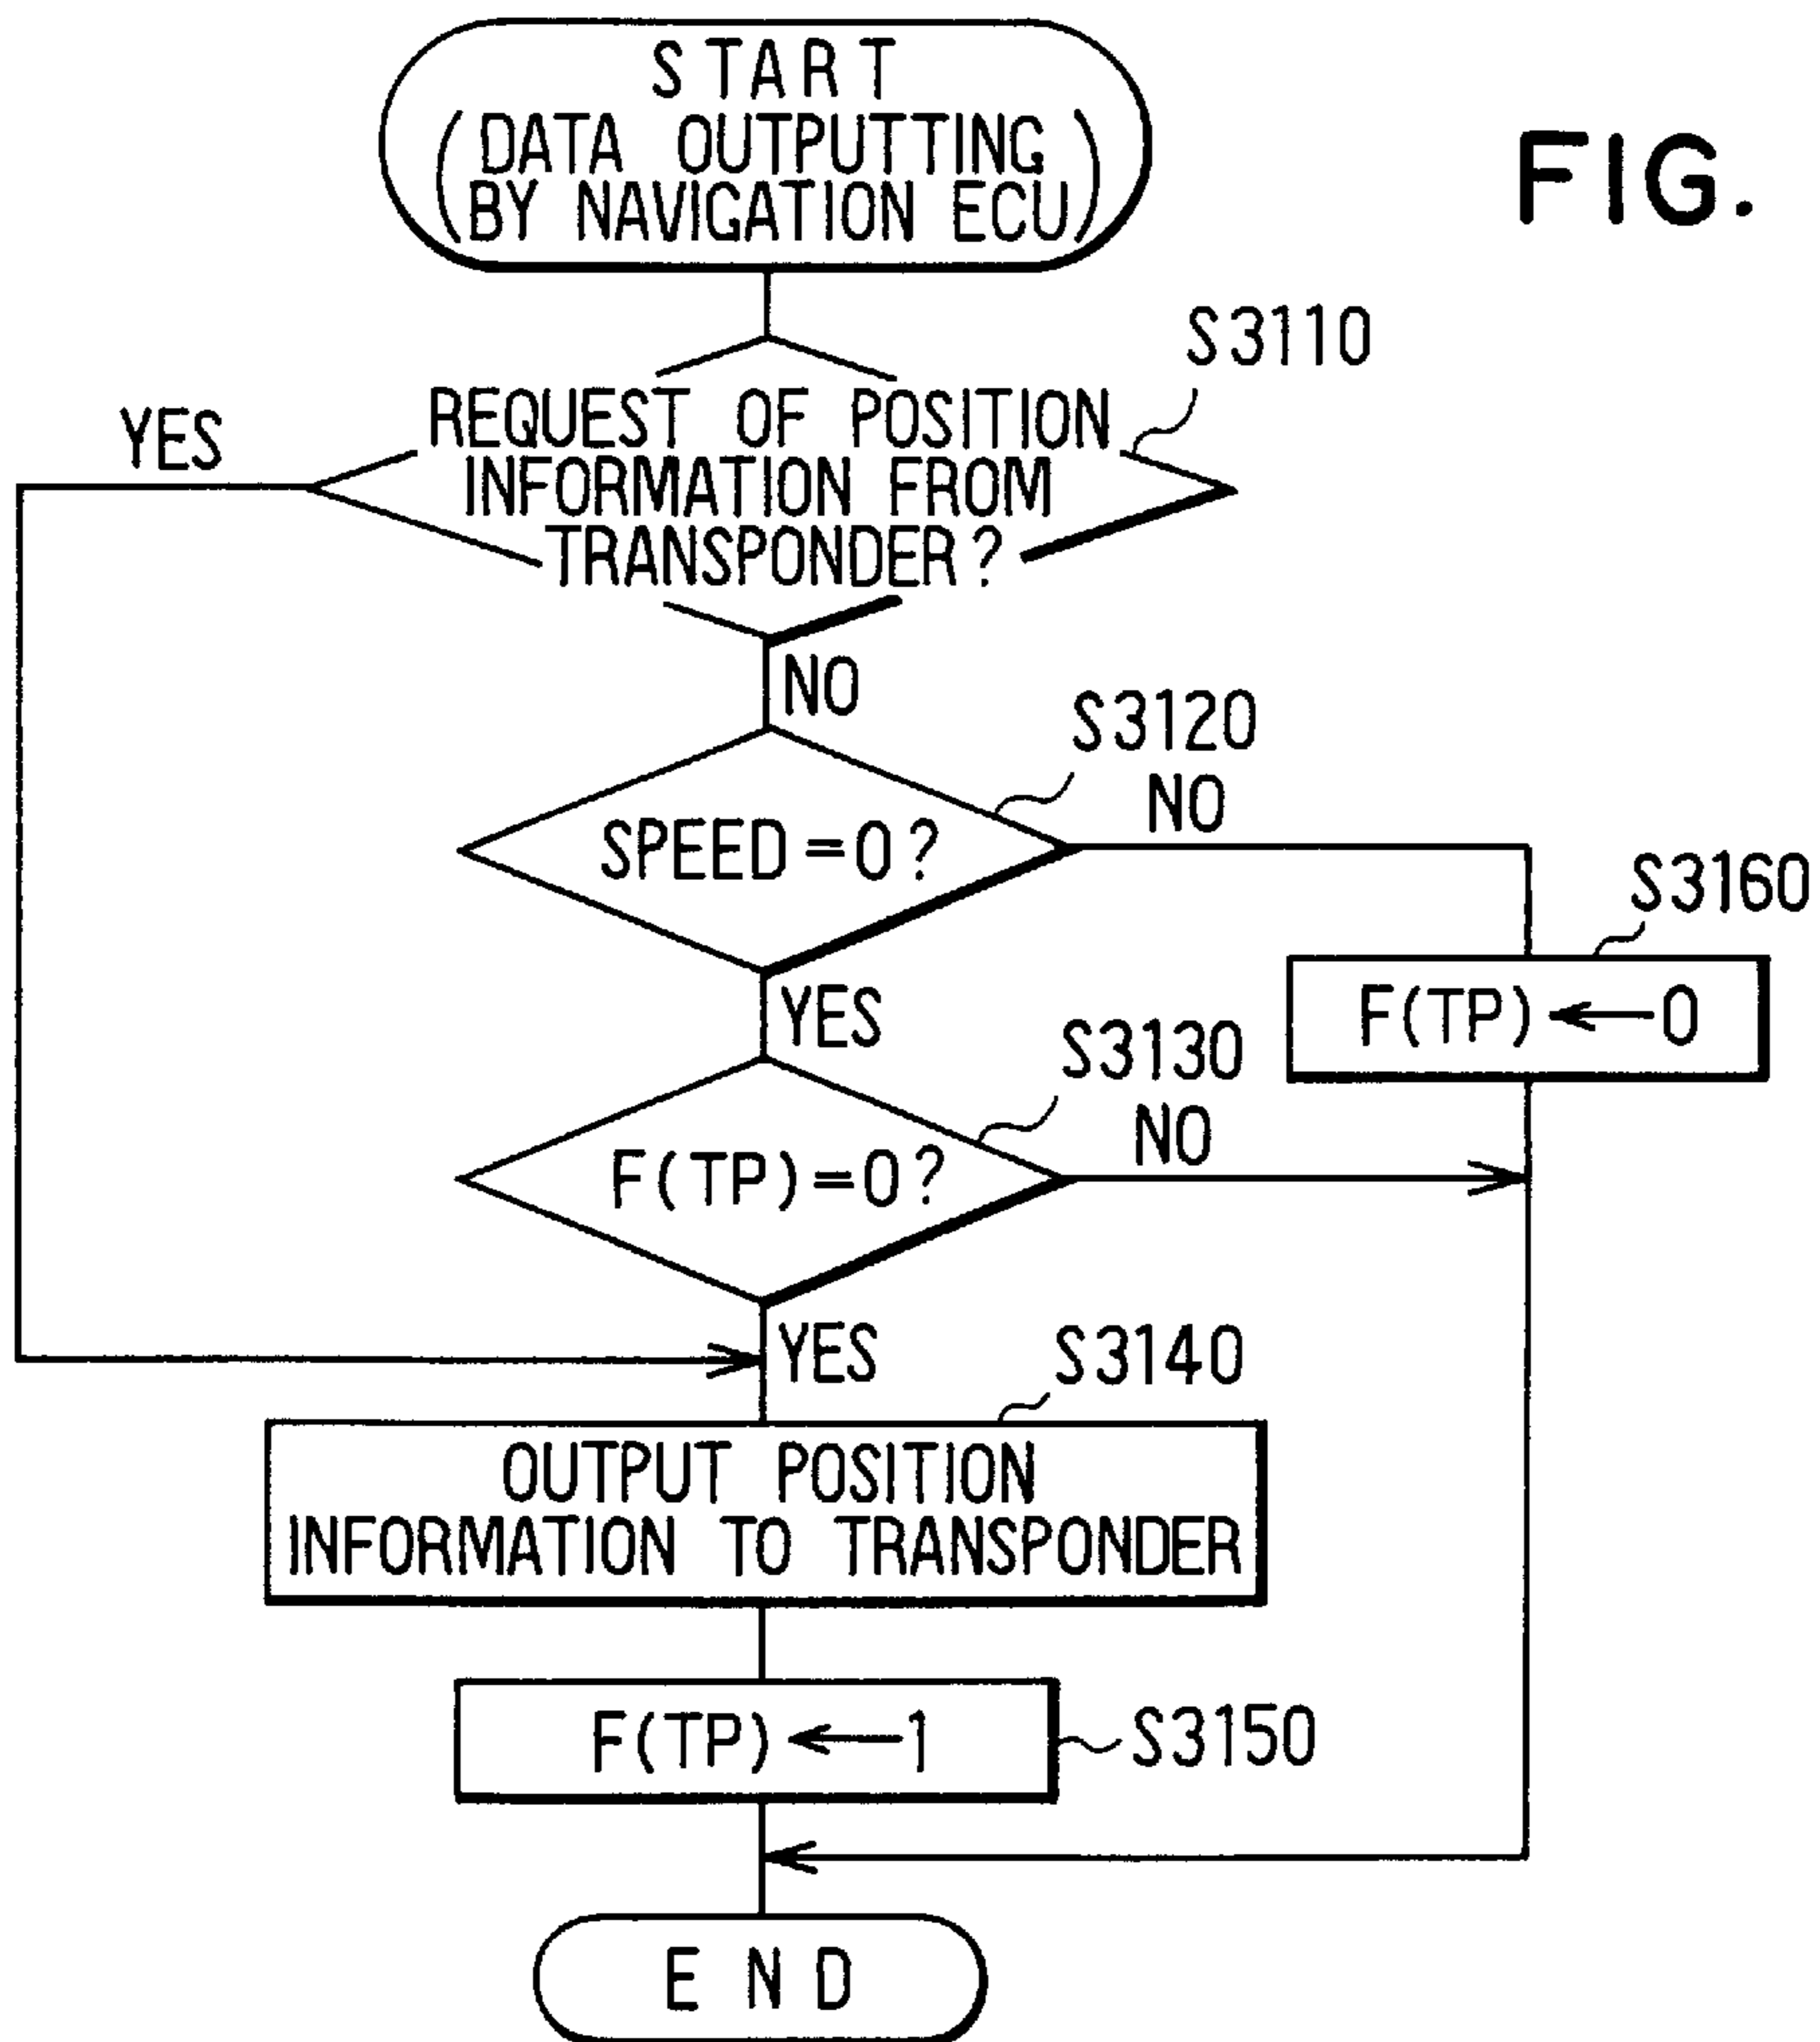 START
(DATA OUTPUTTING
BY NAVIGATION ECU)
FIG.
S3110
REQUEST OF POSITION
INFORMATION FROM
TRANSPONDER?
YES
NO
S3120
SPEED=0?
NO
S3160
F(TP)←0
YES
S3130
F(TP)=0?
NO
YES
S3140
OUTPUT POSITION
INFORMATION TO TRANSPONDER
F(TP)←1
S3150
END